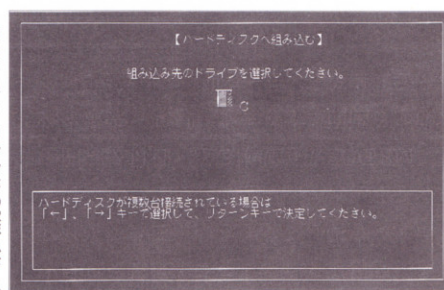 【ハードディスクへ組み込む】
組み込み先のドライブを選択してください。
C
ハードディスクが複数台接続されている場合は
「←」、「→」キーで選択して、リターンキーで決定してください。